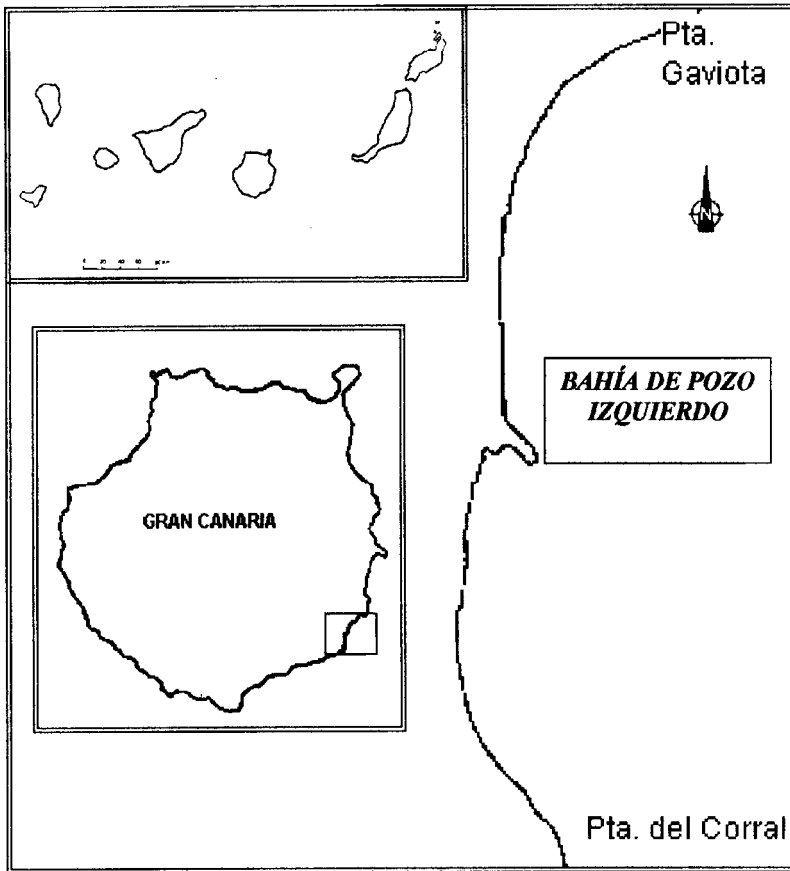 Pta.
Gaviota
N
BAHÍA DE POZO
IZQUIERDO
GRAN CANARIA
Pta. del Corral